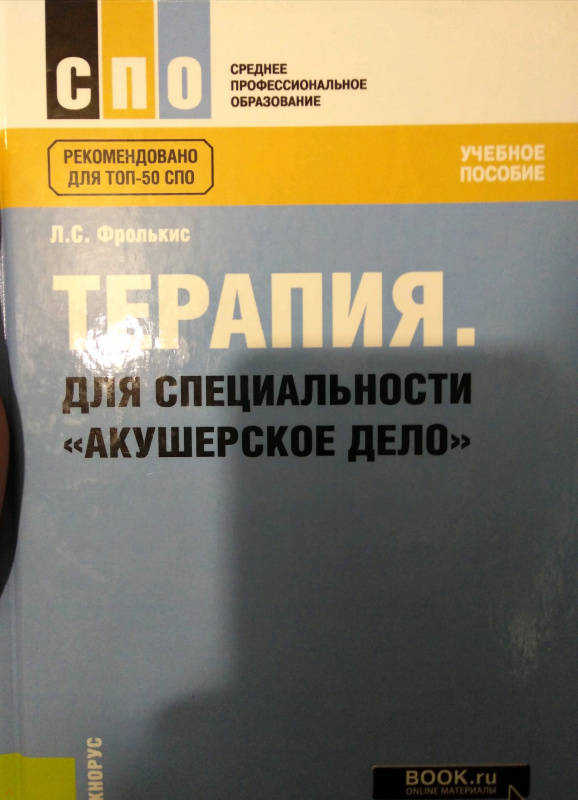 СПО
СРЕДНЕЕ
ПРОФЕССИОНАЛЬНОЕ
ОБРАЗОВАНИЕ
РЕКОМЕНДОВАНО
ДЛЯ ТОП-50 СПО
УЧЕБНОЕ
ПОСОБИЕ
Л.С. Фролькис
ТЕРАПИЯ.
ДЛЯ СПЕЦИАЛЬНОСТИ
«АКУШЕРСКОЕ ДЕЛО»
КНОРУС
BOOK.ru
ONLINE МАТЕРИАЛЫ